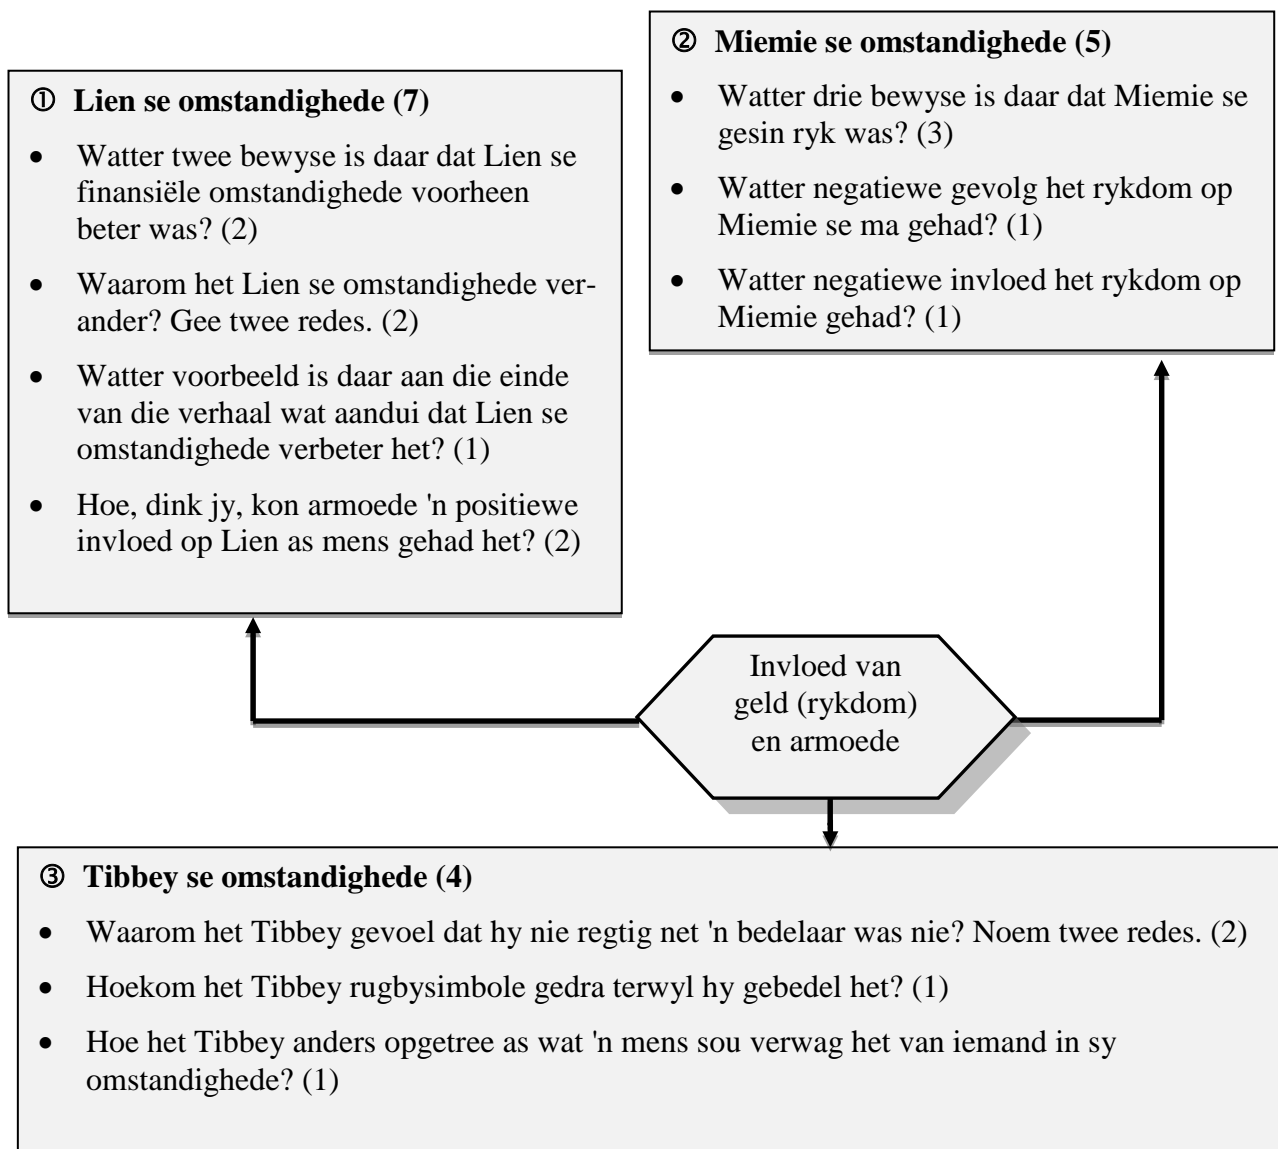 ① Lien se omstandighede (7)
• Watter twee bewyse is daar dat Lien se
finansiële omstandighede voorheen
beter was? (2)
• Waarom het Lien se omstandighede ver-
ander? Gee twee redes. (2)
• Watter voorbeeld is daar aan die einde
van die verhaal wat aandui dat Lien se
omstandighede verbeter het? (1)
• Hoe, dink jy, kon armoede 'n positiewe
invloed op Lien as mens gehad het? (2)
② Miemie se omstandighede (5)
• Watter drie bewyse is daar dat Miemie se
gesin ryk was? (3)
• Watter negatiewe gevolg het rykdom op
Miemie se ma gehad? (1)
• Watter negatiewe invloed het rykdom op
Miemie gehad? (1)
Invloed van
geld (rykdom)
en armoede
③ Tibbey se omstandighede (4)
• Waarom het Tibbey gevoel dat hy nie regtig net 'n bedelaar was nie? Noem twee redes. (2)
• Hoekom het Tibbey rugbysimbole gedra terwyl hy gebedel het? (1)
• Hoe het Tibbey anders opgetree as wat 'n mens sou verwag het van iemand in sy
omstandighede? (1)